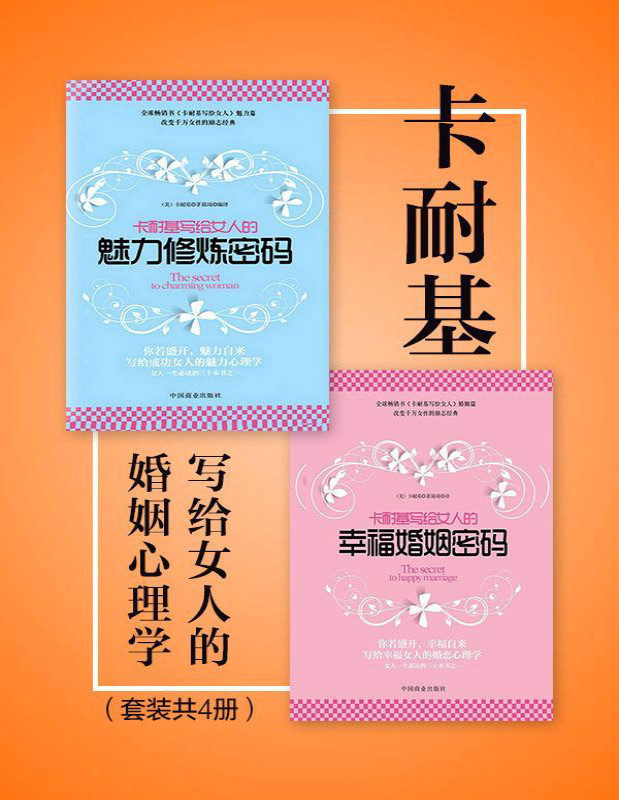 卡耐基
写给女人的
婚姻心理学
（套装共4册）
全球畅销书《卡耐基写给女人》魅力篇
改变千万女性的励志经典
卡耐基写给女人的
魅力修炼密码
The secret
to charming woman
你若盛开，魅力自来
写给成功女人的魅力心理学
女人一生必读的三十本书之一
中国商业出版社
全球畅销书《卡耐基写给女人》婚姻篇
改变千万女性的励志经典
卡耐基写给女人的
幸福婚姻密码
The secret
to happy marriage
你若盛开，幸福自来
写给幸福女人的婚恋心理学
女人一生必读的三十本书之一
中国商业出版社